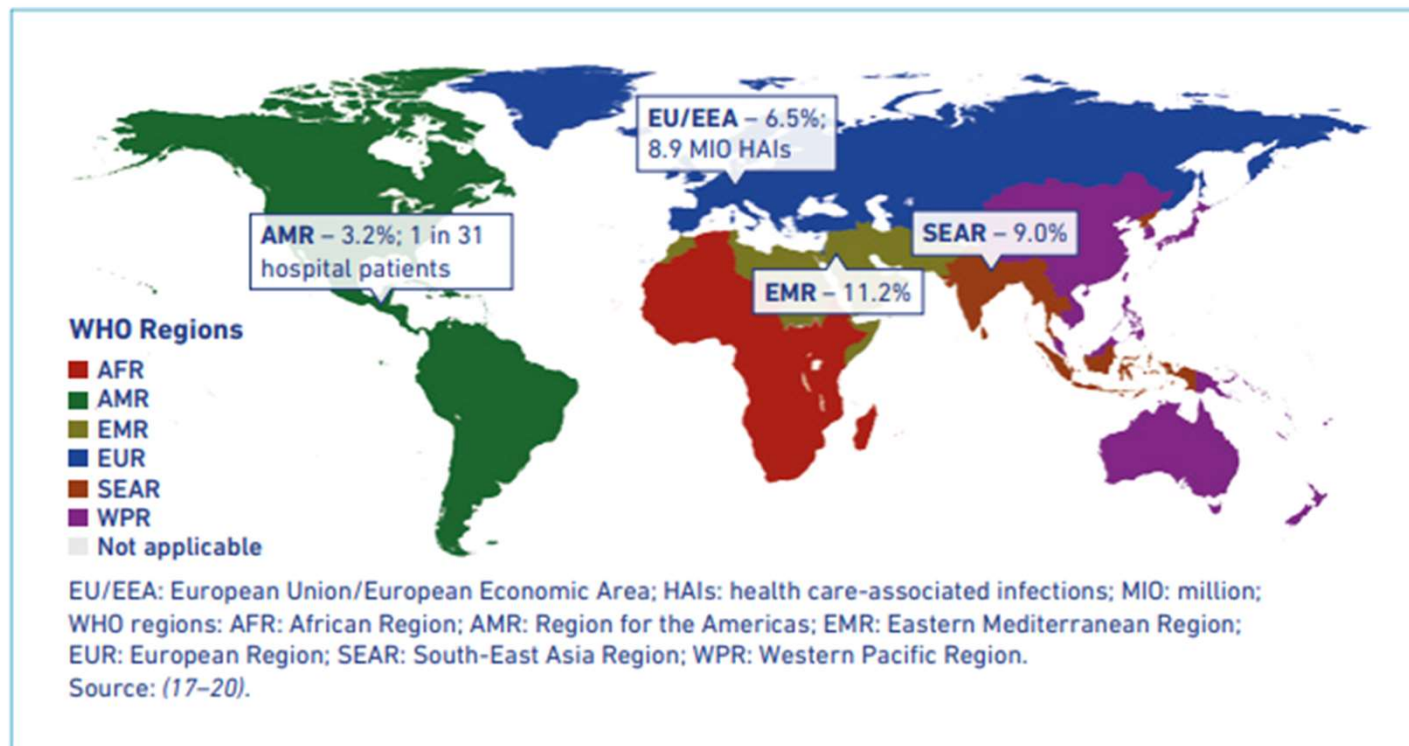 EU/EEA – 6.5%;
8.9 MIO HAIs
AMR – 3.2%; 1 in 31
hospital patients
SEAR – 9.0%
EMR – 11.2%
WHO Regions
AFR
AMR
EMR
EUR
SEAR
WPR
Not applicable
EU/EEA: European Union/European Economic Area; HAIs: health care-associated infections; MIO: million;
WHO regions: AFR: African Region; AMR: Region for the Americas; EMR: Eastern Mediterranean Region;
EUR: European Region; SEAR: South-East Asia Region; WPR: Western Pacific Region.
Source: (17–20).